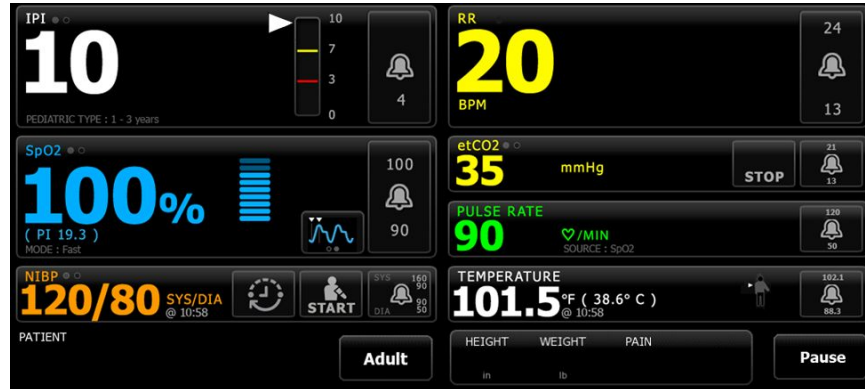 IPI
10
10
7
3
0
4
PEDIATRIC TYPE : 1 - 3 years
RR
20
BPM
24
13
SpO2
100%
( PI 19.3 )
MODE : Fast
100
90
etCO2
35
mmHg
STOP
21
13
PULSE RATE
90
/MIN
SOURCE : SpO2
120
50
NIBP
120/80 SYS/DIA
@ 10:58
START
SYS 160
90
DIA 90
50
TEMPERATURE
101.5 °F ( 38.6° C )
@ 10:58
102.1
88.3
PATIENT
Adult
HEIGHT WEIGHT PAIN
in lb
Pause